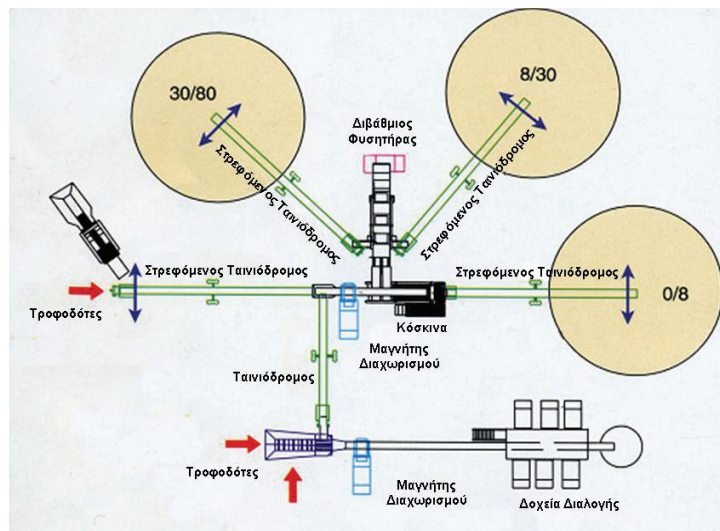 30/80
8/30
Διβάθμιος
Φυσητήρας
Στρεφόμενος Ταινιόδρομος
Στρεφόμενος Ταινιόδρομος
Στρεφόμενος Ταινιόδρομος
Στρεφόμενος Ταινιόδρομος
0/8
Τροφοδότες
Κόσκινα
Μαγνήτης
Διαχωρισμού
Ταινιόδρομος
Τροφοδότες
Μαγνήτης
Διαχωρισμού
Δοχεία Διαλογής